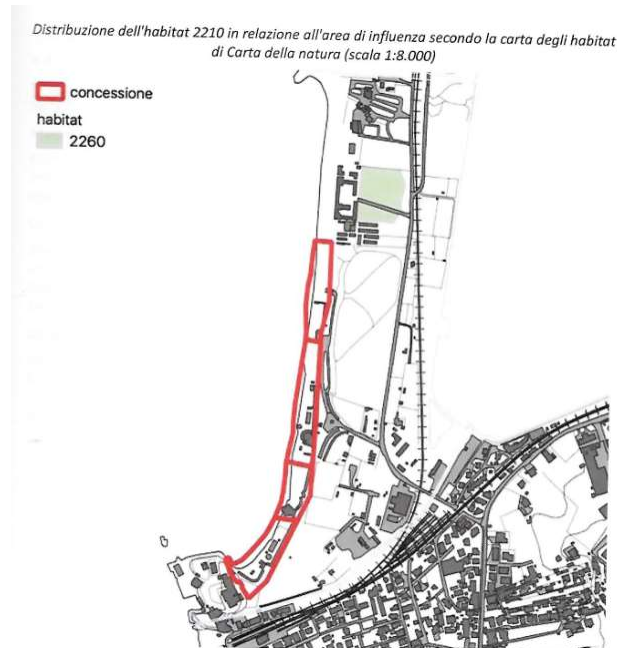 Distribuzione dell'habitat 2210 in relazione all'area di influenza secondo la carta degli habitat
di Carta della natura (scala 1:8.000)
concessione
habitat
2260